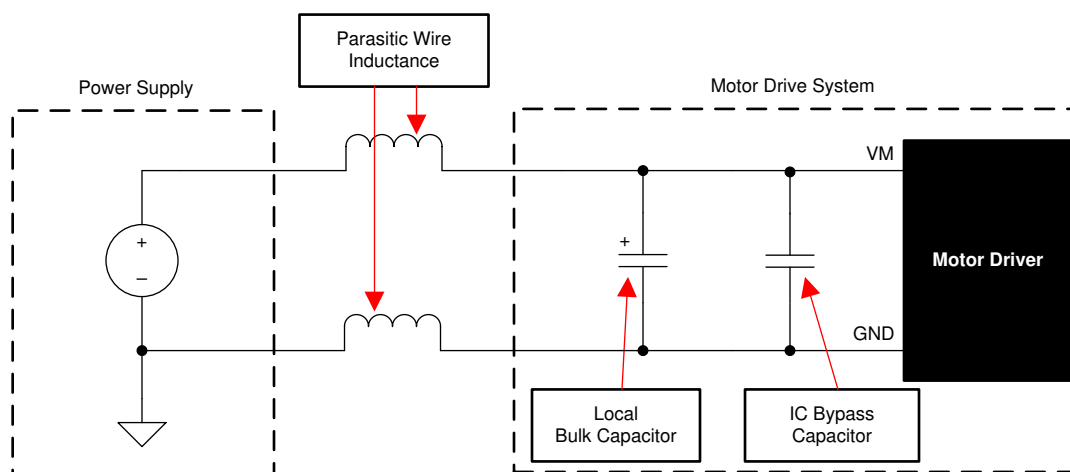 Parasitic Wire
Inductance
Power Supply
Motor Drive System
VM
+
–
+
Motor Driver
GND
Local
Bulk Capacitor
IC Bypass
Capacitor